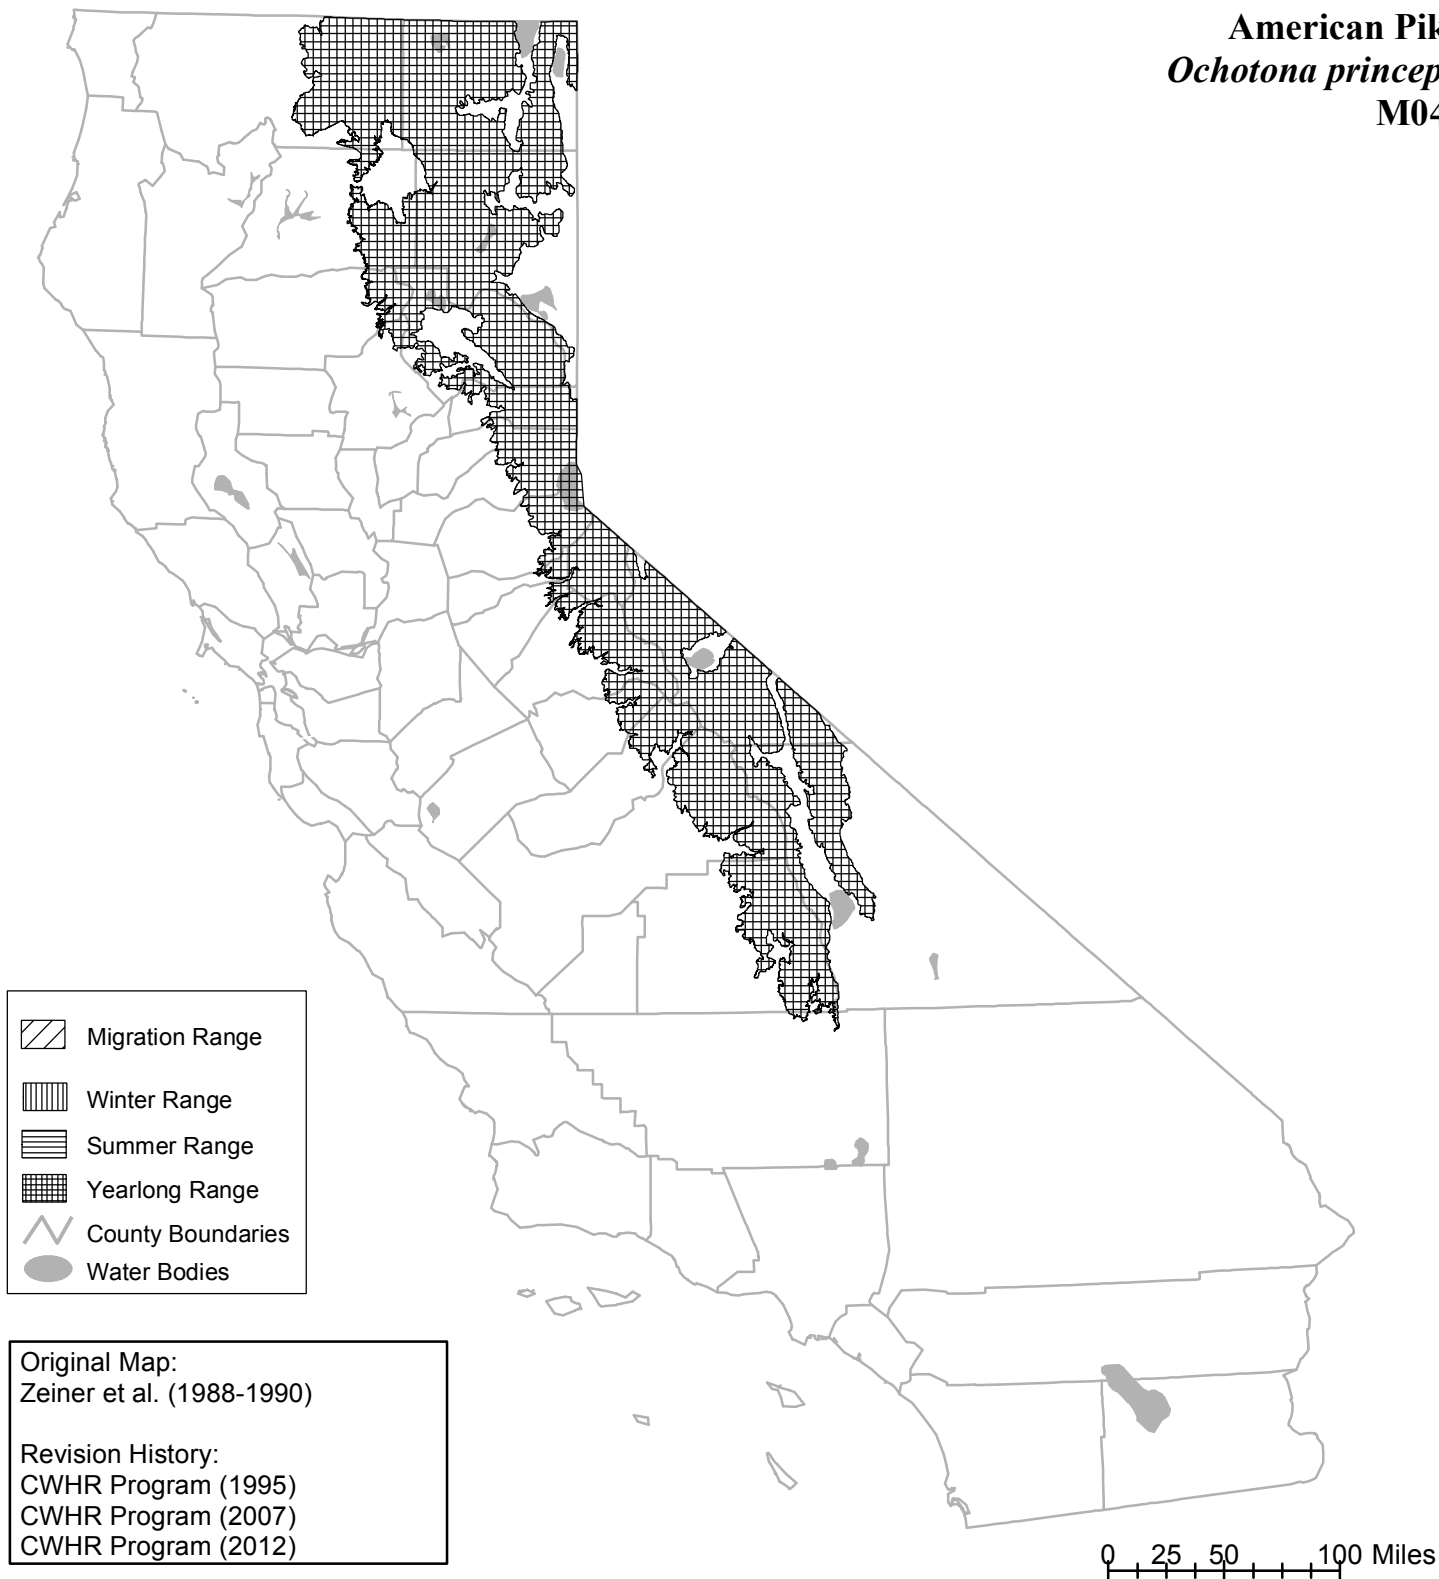 American Pik
Ochotona princep
M04
Migration Range
Winter Range
Summer Range
Yearlong Range
County Boundaries
Water Bodies
Original Map:
Zeiner et al. (1988-1990)
Revision History:
CWHR Program (1995)
CWHR Program (2007)
CWHR Program (2012)
0 25 50 100 Miles